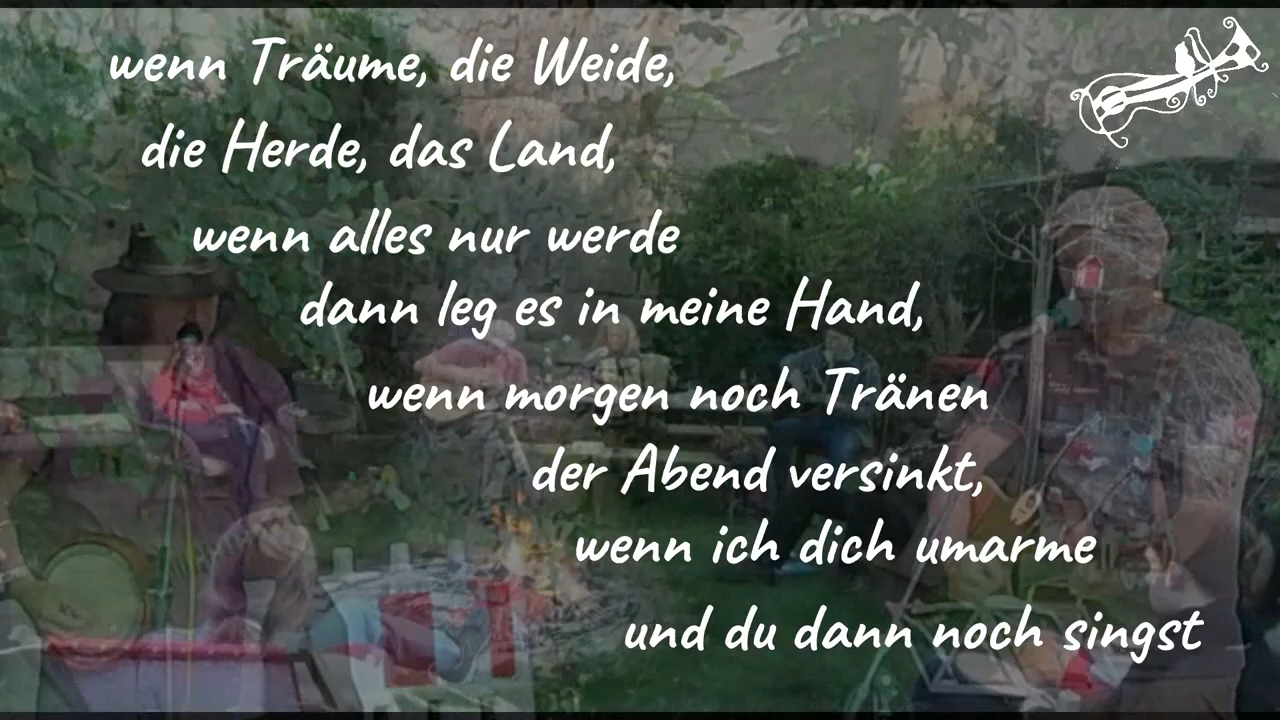 wenn Träume, die Weide,
die Herde, das Land,
wenn alles nur werde
dann leg es in meine Hand,
wenn morgen noch Tränen
der Abend versinkt,
wenn ich dich umarme
und du dann noch singst